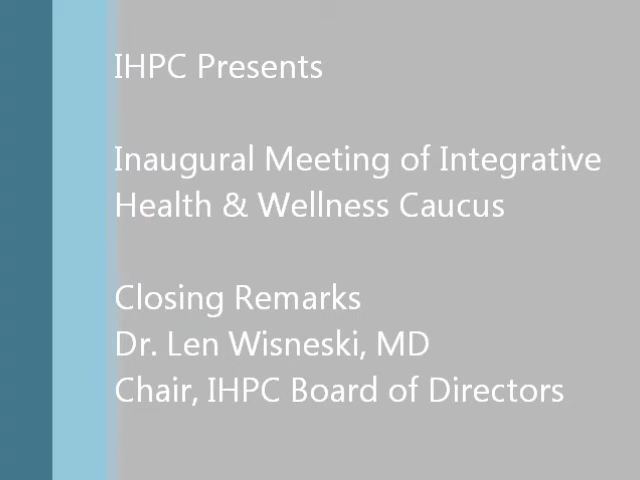 IHPC Presents
Inaugural Meeting of Integrative
Health & Wellness Caucus
Closing Remarks
Dr. Len Wisneski, MD
Chair, IHPC Board of Directors